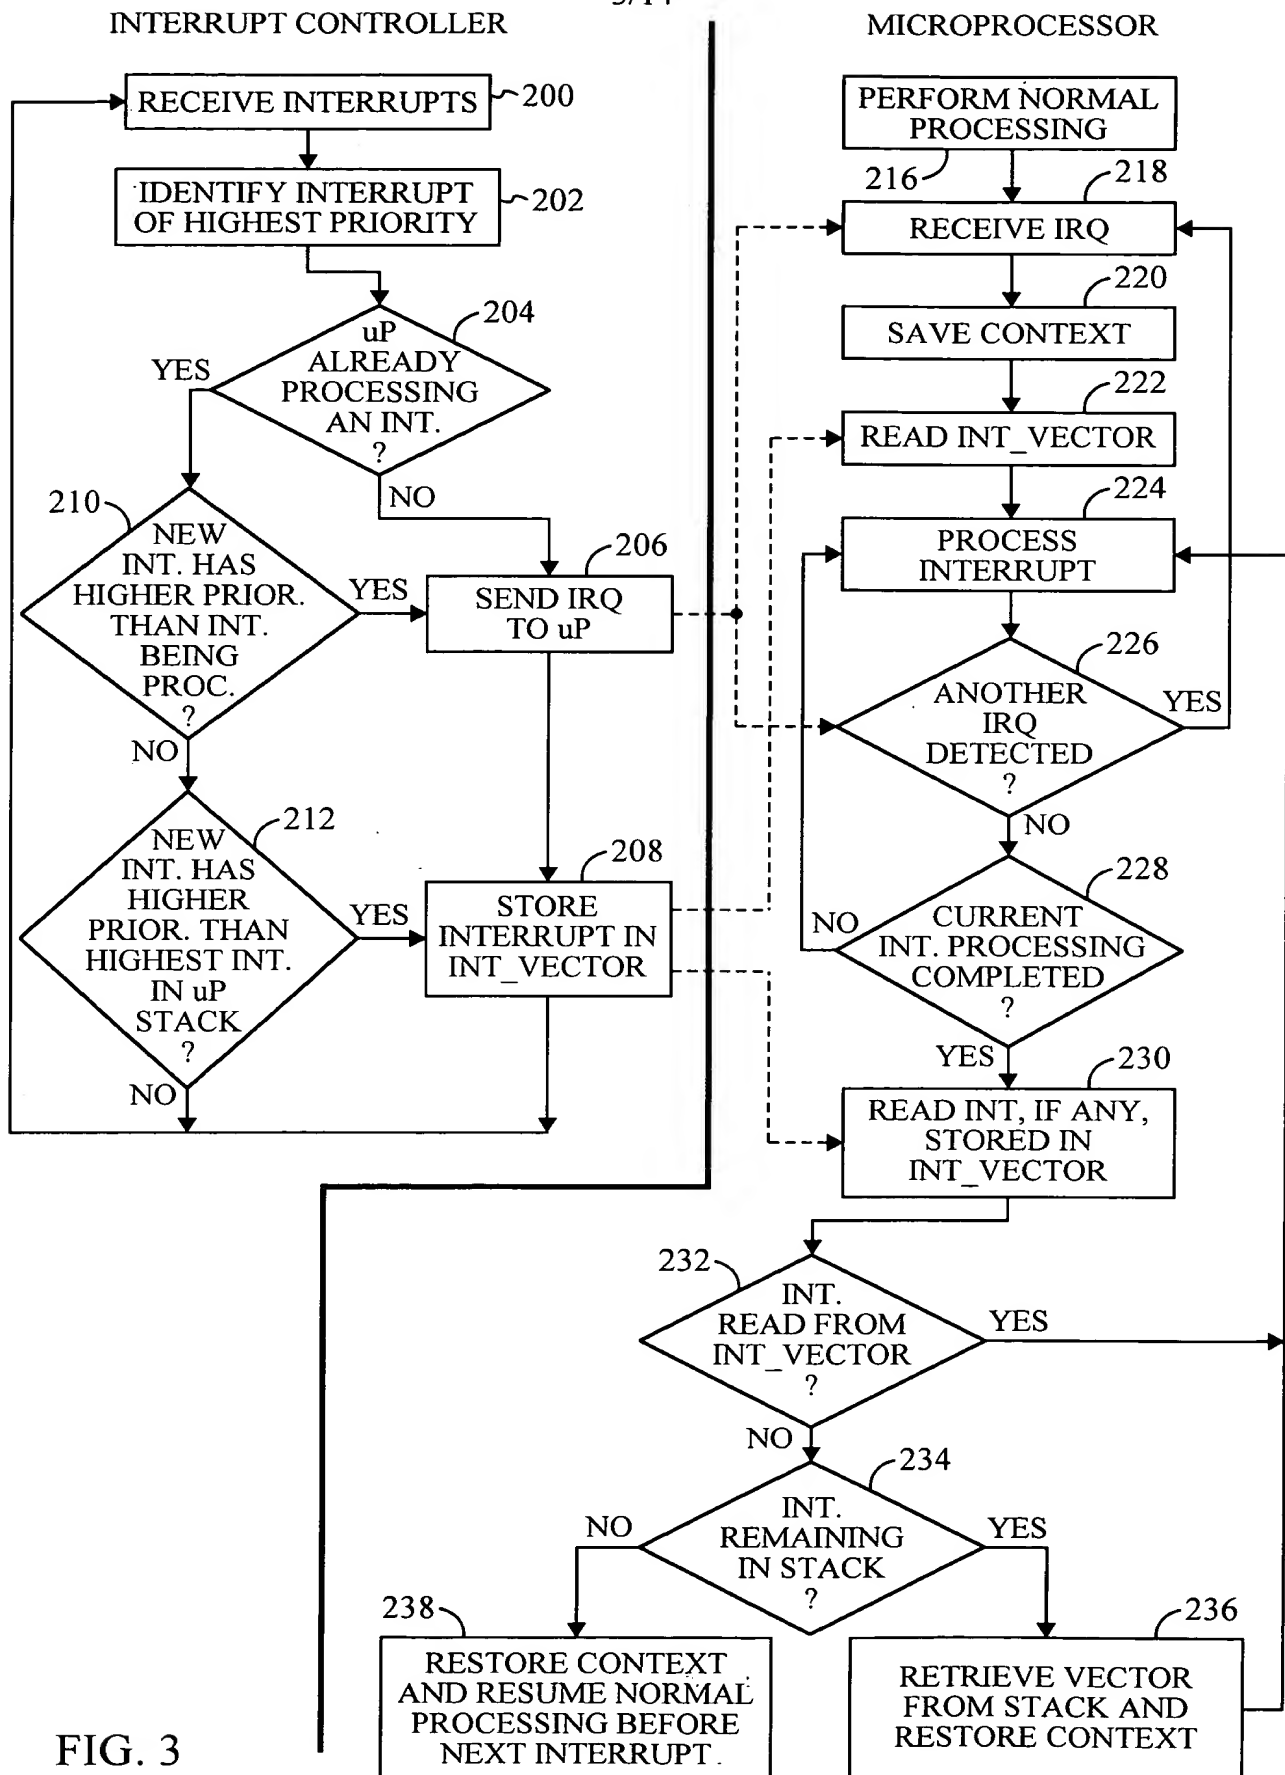 INTERRUPT CONTROLLER
RECEIVE INTERRUPTS
200
IDENTIFY INTERRUPT
OF HIGHEST PRIORITY
202
uP
ALREADY
PROCESSING
AN INT.
?
204
YES
NO
210
NEW
INT. HAS
HIGHER PRIOR.
THAN INT.
BEING
PROC.
?
YES
NO
206
SEND IRQ
TO uP
212
NEW
INT. HAS
HIGHER
PRIOR. THAN
HIGHEST INT.
IN uP
STACK
?
YES
NO
208
STORE
INTERRUPT IN
INT_VECTOR
MICROPROCESSOR
PERFORM NORMAL
PROCESSING
216
218
RECEIVE IRQ
220
SAVE CONTEXT
222
READ INT_VECTOR
224
PROCESS
INTERRUPT
226
ANOTHER
IRQ
DETECTED
?
YES
NO
228
CURRENT
INT. PROCESSING
COMPLETED
?
NO
YES
230
READ INT, IF ANY,
STORED IN
INT_VECTOR
232
INT.
READ FROM
INT_VECTOR
?
YES
NO
234
INT.
REMAINING
IN STACK
?
NO
YES
238
RESTORE CONTEXT
AND RESUME NORMAL
PROCESSING BEFORE
NEXT INTERRUPT.
236
RETRIEVE VECTOR
FROM STACK AND
RESTORE CONTEXT
FIG. 3